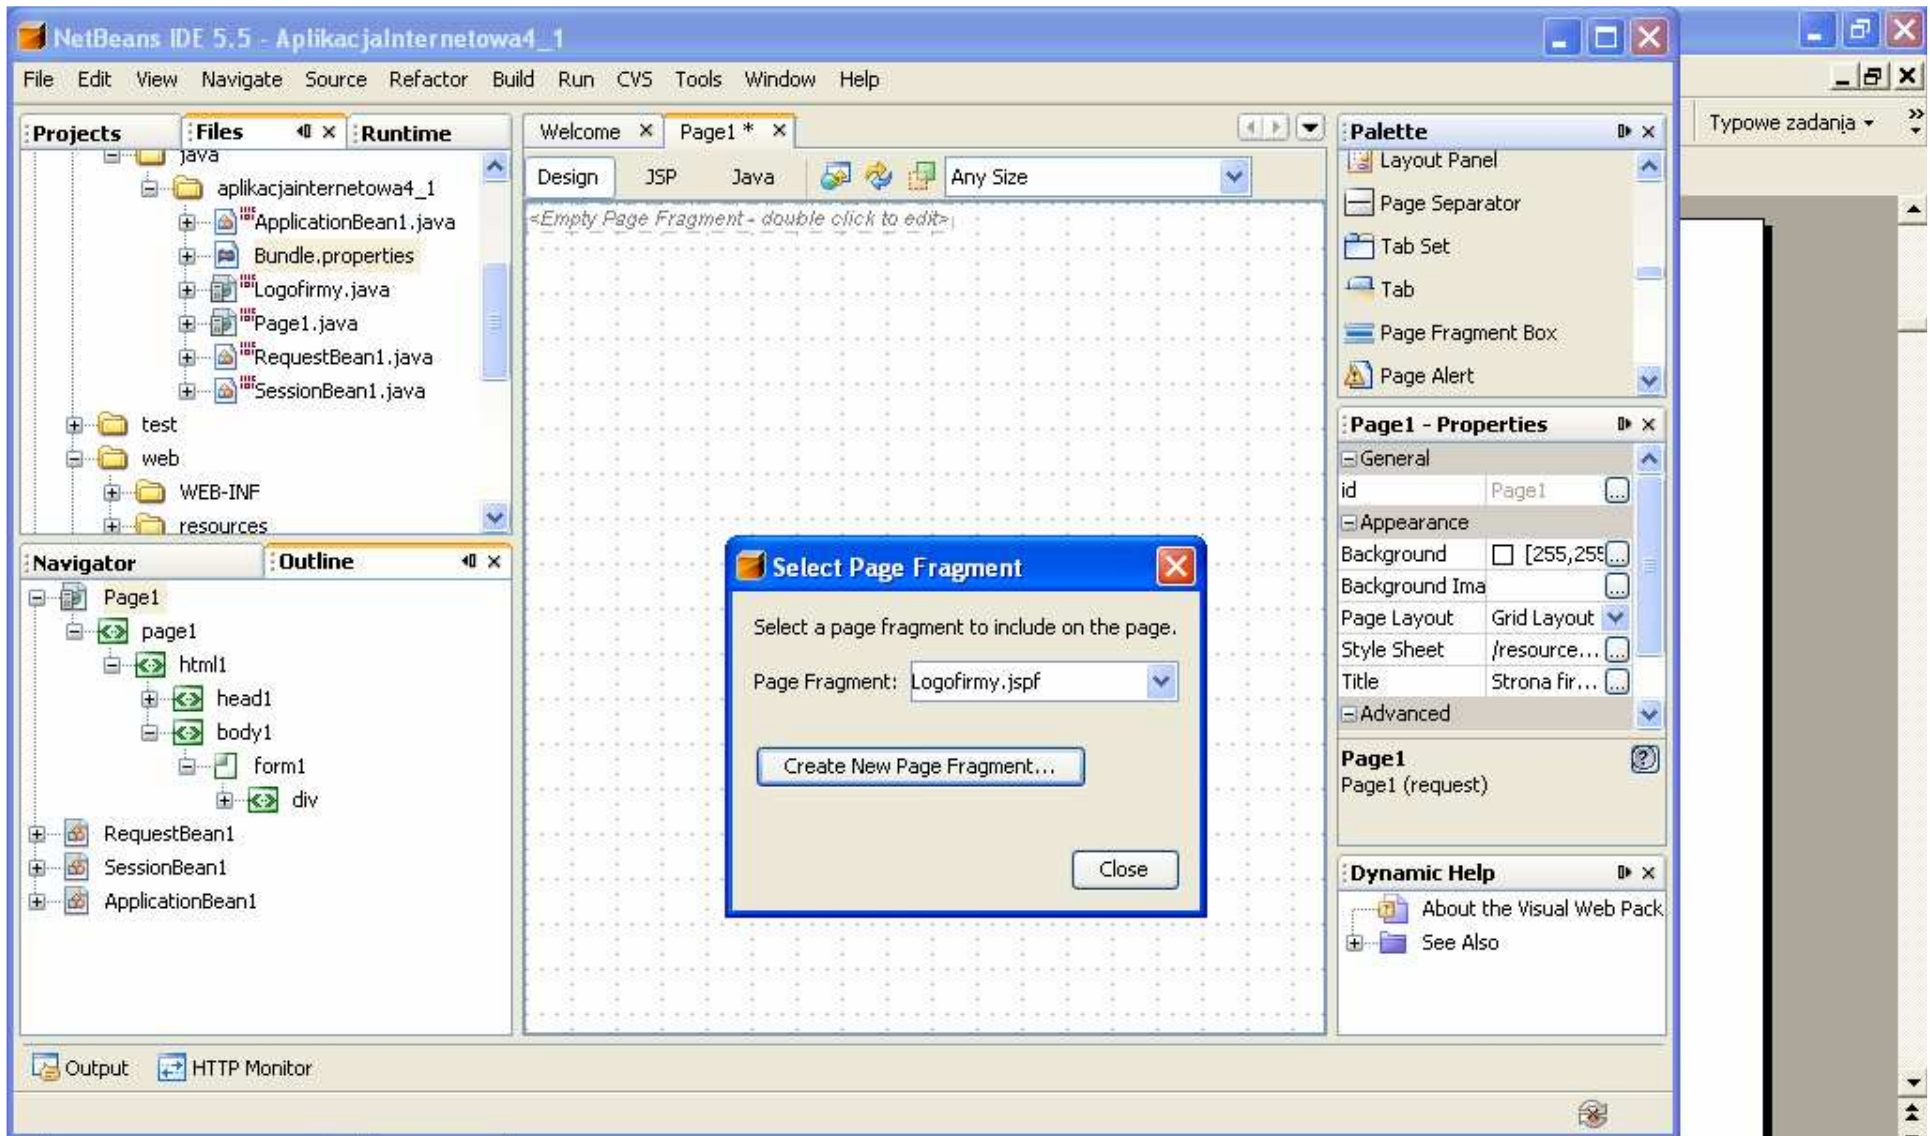 NetBeans IDE 5.5 - AplikacjaInternetowa4_1
File Edit View Navigate Source Refactor Build Run CVS Tools Window Help
Typowe zadania
Projects Files Runtime
java
aplikacjainternetowa4_1
ApplicationBean1.java
Bundle.properties
Logofirmy.java
Page1.java
RequestBean1.java
SessionBean1.java
test
web
WEB-INF
resources
Navigator Outline
Page1
page1
html1
head1
body1
form1
div
RequestBean1
SessionBean1
ApplicationBean1
Welcome Page1 *
Design JSP Java Any Size
<Empty Page Fragment - double click to edit>
Select Page Fragment
Select a page fragment to include on the page.
Page Fragment: Logofirmy.jspf
Create New Page Fragment...
Close
Palette
Layout Panel
Page Separator
Tab Set
Tab
Page Fragment Box
Page Alert
Page1 - Properties
General
id Page1 ...
Appearance
Background [255,255 ...
Background Ima ...
Page Layout Grid Layout
Style Sheet /resource... ...
Title Strona fir... ...
Advanced
Page1
Page1 (request)
Dynamic Help
About the Visual Web Pack
See Also
Output HTTP Monitor